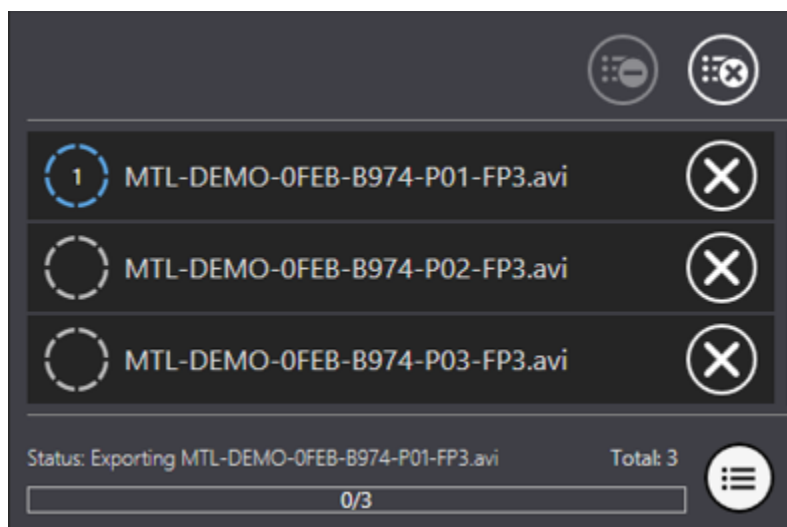 1 MTL-DEMO-0FEB-B974-P01-FP3.avi
MTL-DEMO-0FEB-B974-P02-FP3.avi
MTL-DEMO-0FEB-B974-P03-FP3.avi
Status: Exporting MTL-DEMO-0FEB-B974-P01-FP3.avi Total: 3
0/3